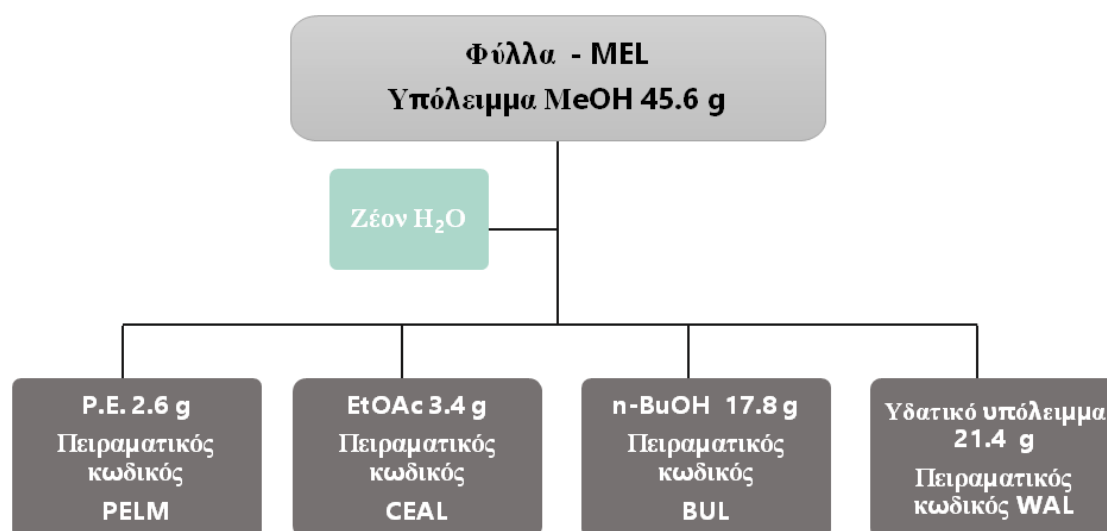 Φύλλα - MEL
Υπόλειμμα MeOH 45.6 g
Ζέον H₂O
P.E. 2.6 g
Πειραματικός
κωδικός
PELM
EtOAc 3.4 g
Πειραματικός
κωδικός
CEAL
n-BuOH 17.8 g
Πειραματικός
κωδικός
BUL
Υδατικό υπόλειμμα
21.4 g
Πειραματικός
κωδικός WAL